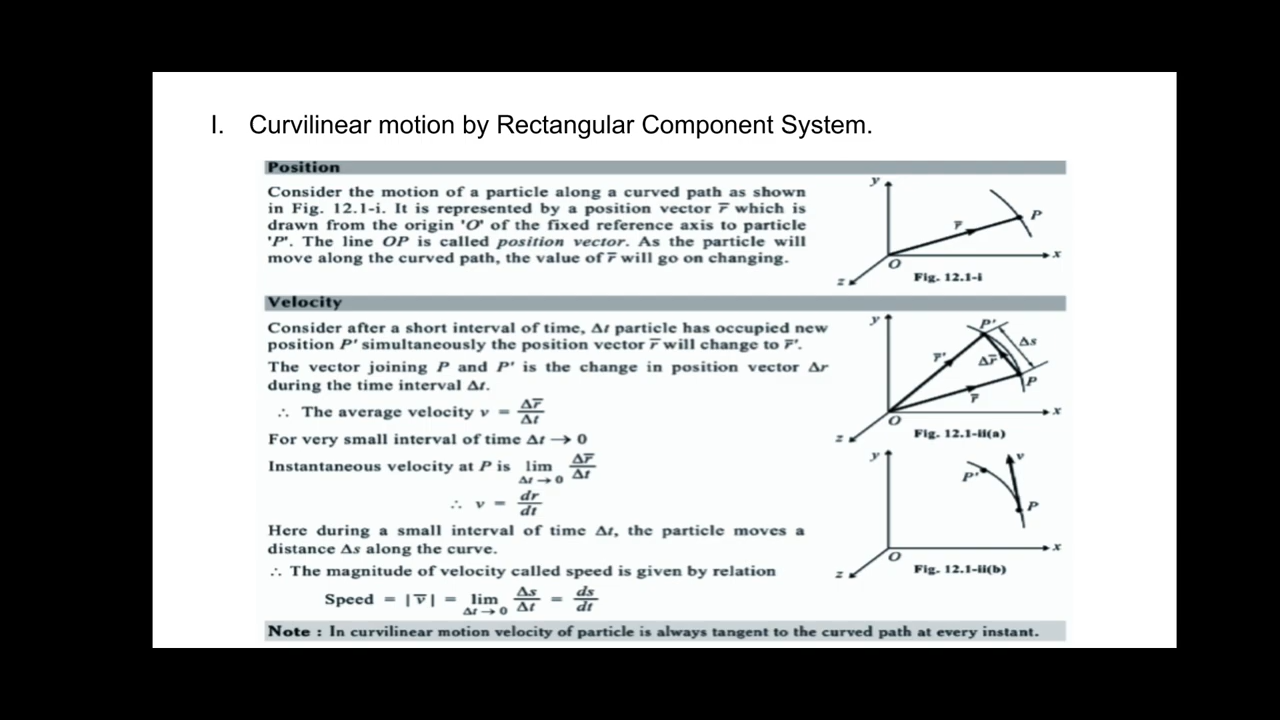 I. Curvilinear motion by Rectangular Component System.
Position
Consider the motion of a particle along a curved path as shown
in Fig. 12.1-i. It is represented by a position vector r̅ which is
drawn from the origin 'O' of the fixed reference axis to particle
'P'. The line OP is called position vector. As the particle will
move along the curved path, the value of r̅ will go on changing.
y
r̅
P
O
x
z
Fig. 12.1-i
Velocity
Consider after a short interval of time, Δt particle has occupied new
position P' simultaneously the position vector r̅ will change to r̅'.
The vector joining P and P' is the change in position vector Δr
during the time interval Δt.
∴ The average velocity v = Δr̅/Δt
For very small interval of time Δt → 0
Instantaneous velocity at P is lim Δt → 0 Δr̅/Δt
∴ v = dr/dt
Here during a small interval of time Δt, the particle moves a
distance Δs along the curve.
∴ The magnitude of velocity called speed is given by relation
Speed = |v̅| = lim Δt → 0 Δs/Δt = ds/dt
y
P'
Δs
r̅'
Δr̅
P
r̅
O
x
z
Fig. 12.1-ii(a)
y
v
P'
P
O
x
z
Fig. 12.1-ii(b)
Note : In curvilinear motion velocity of particle is always tangent to the curved path at every instant.